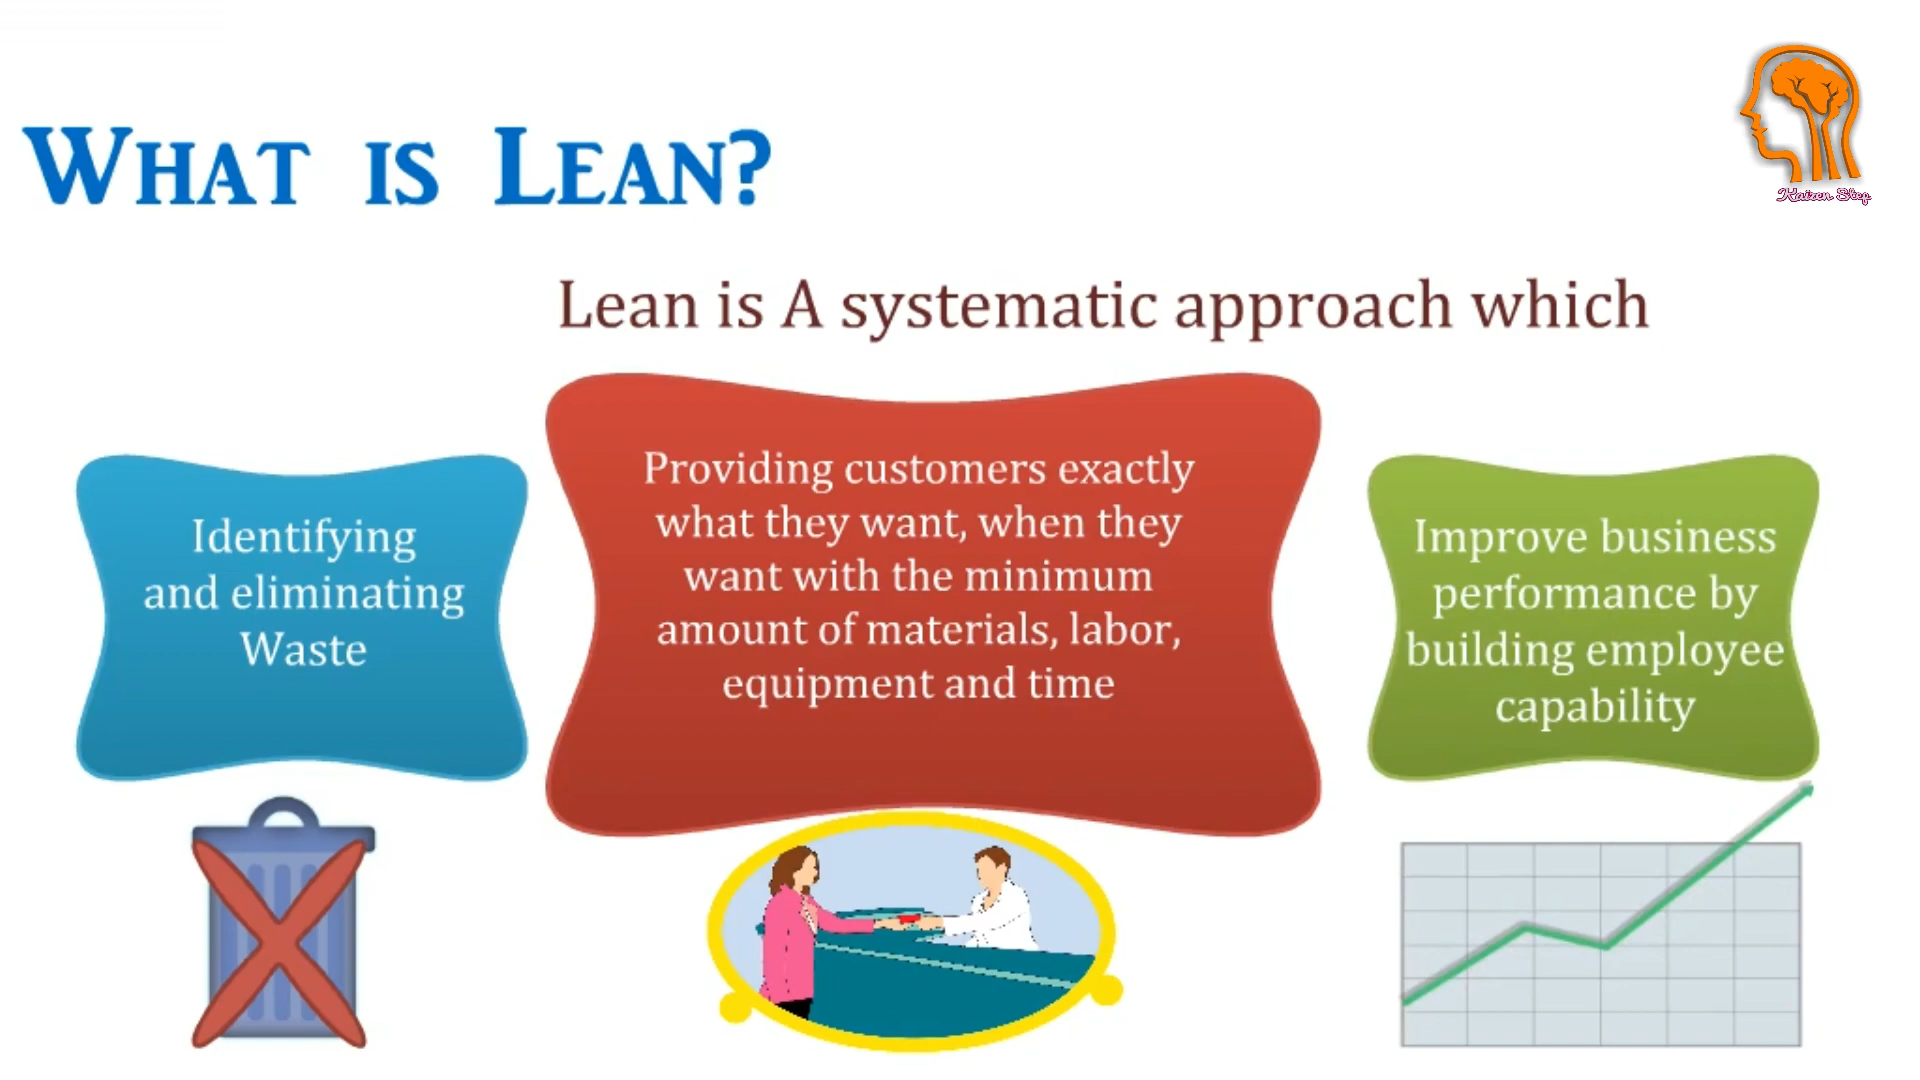 Kaizen Step
What is Lean?
Lean is A systematic approach which
Identifying
and eliminating
Waste
Providing customers exactly
what they want, when they
want with the minimum
amount of materials, labor,
equipment and time
Improve business
performance by
building employee
capability